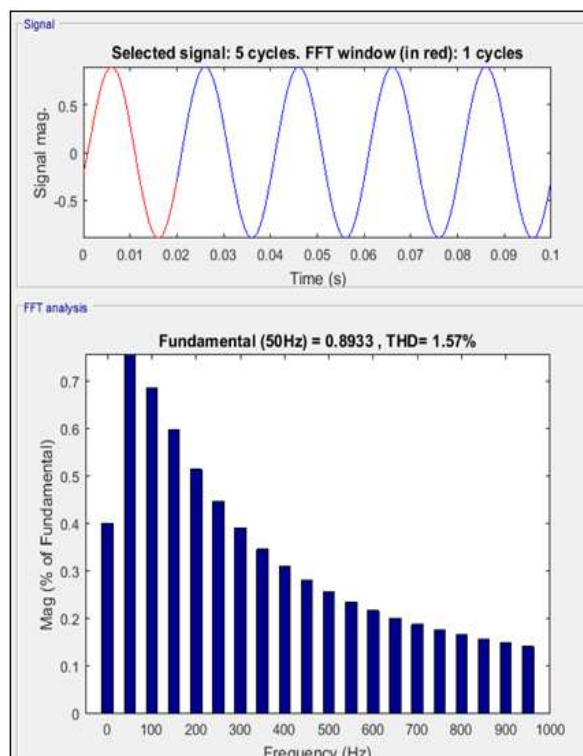 Signal
Selected signal: 5 cycles. FFT window (in red): 1 cycles
Signal mag.
0.5
0
-0.5
0 0.01 0.02 0.03 0.04 0.05 0.06 0.07 0.08 0.09 0.1
Time (s)
FFT analysis
Fundamental (50Hz) = 0.8933 , THD= 1.57%
Mag (% of Fundamental)
0.7
0.6
0.5
0.4
0.3
0.2
0.1
0
0 100 200 300 400 500 600 700 800 900 1000
Frequency (Hz)